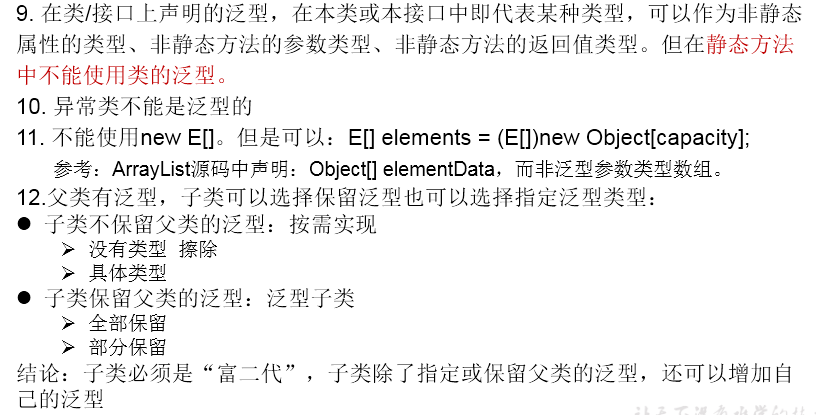 9. 在类/接口上声明的泛型，在本类或本接口中即代表某种类型，可以作为非静态
属性的类型、非静态方法的参数类型、非静态方法的返回值类型。但在静态方法
中不能使用类的泛型。
10. 异常类不能是泛型的
11. 不能使用new E[]。但是可以：E[] elements = (E[])new Object[capacity];
参考：ArrayList源码中声明：Object[] elementData，而非泛型参数类型数组。
12.父类有泛型，子类可以选择保留泛型也可以选择指定泛型类型：
● 子类不保留父类的泛型：按需实现
➢ 没有类型 擦除
➢ 具体类型
● 子类保留父类的泛型：泛型子类
➢ 全部保留
➢ 部分保留
结论：子类必须是“富二代”，子类除了指定或保留父类的泛型，还可以增加自
己的泛型